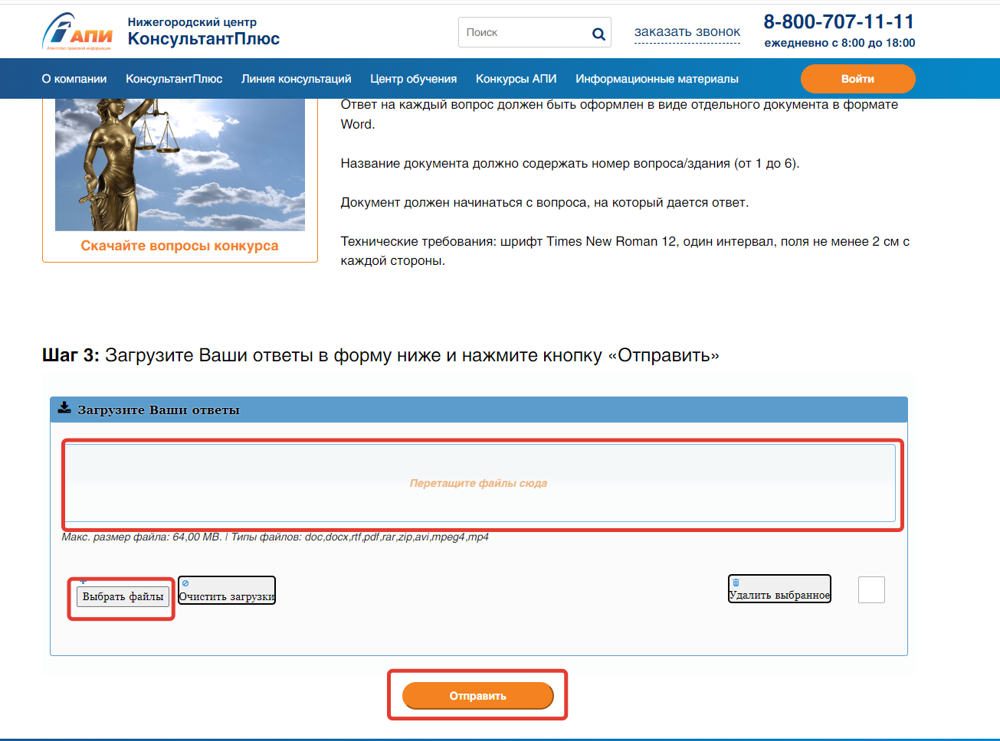 АПИ
Агентство правовой информации
Нижегородский центр
КонсультантПлюс
Поиск
заказать звонок
8-800-707-11-11
ежедневно с 8:00 до 18:00
О компании КонсультантПлюс Линия консультаций Центр обучения Конкурсы АПИ Информационные материалы Войти
Скачайте вопросы конкурса
Ответ на каждый вопрос должен быть оформлен в виде отдельного документа в формате
Word.
Название документа должно содержать номер вопроса/здания (от 1 до 6).
Документ должен начинаться с вопроса, на который дается ответ.
Технические требования: шрифт Times New Roman 12, один интервал, поля не менее 2 см с
каждой стороны.
Шаг 3: Загрузите Ваши ответы в форму ниже и нажмите кнопку «Отправить»
Загрузите Ваши ответы
Перетащите файлы сюда
Макс. размер файла: 64,00 MB. | Типы файлов: doc,docx,rtf,pdf,rar,zip,avi,mpeg4,mp4
Выбрать файлы Очистить загрузки Удалить выбранное
Отправить